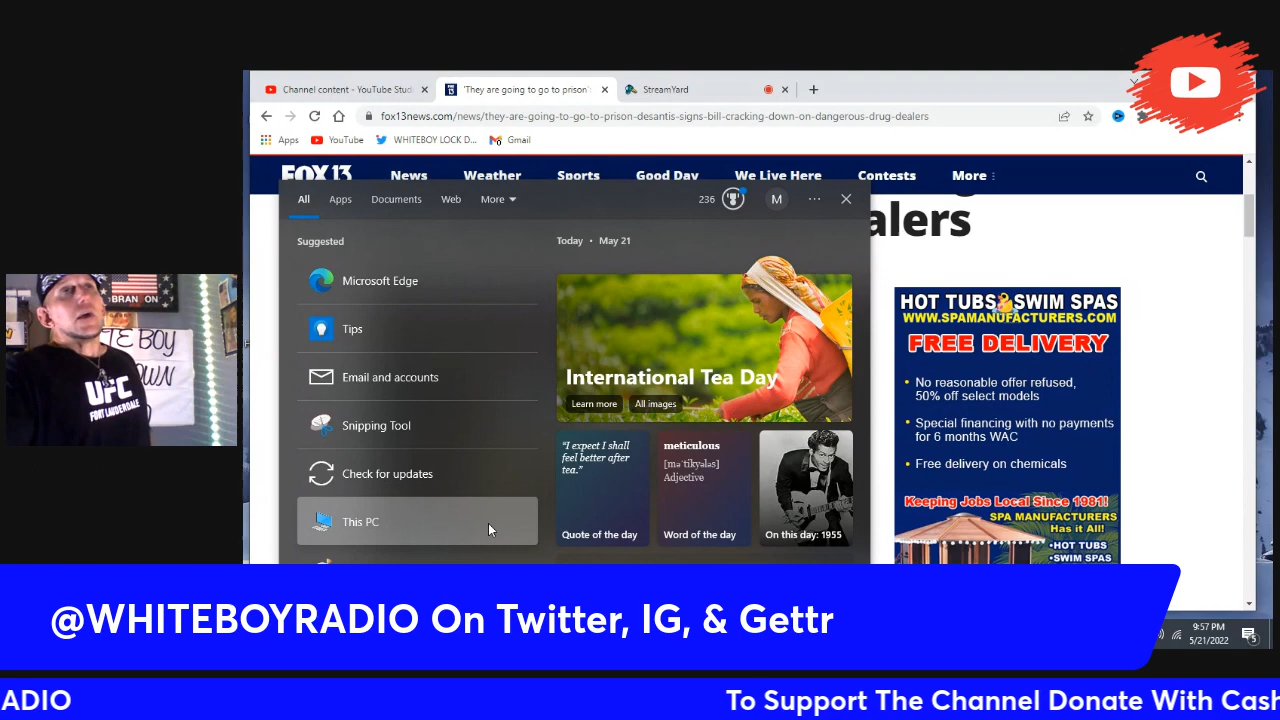 Channel content - YouTube Stud
'They are going to go to prison'
StreamYard
fox13news.com/news/they-are-going-to-go-to-prison-desantis-signs-bill-cracking-down-on-dangerous-drug-dealers
Apps
YouTube
WHITEBOY LOCK D...
Gmail
FOX 13
News
Weather
Sports
Good Day
We Live Here
Contests
More
alers
All
Apps
Documents
Web
More
236
M
Suggested
Today • May 21
Microsoft Edge
Tips
Email and accounts
Snipping Tool
Check for updates
This PC
International Tea Day
Learn more
All images
“I expect I shall
feel better after
tea.”
Quote of the day
meticulous
[məˈtikyələs]
Adjective
Word of the day
On this day: 1955
HOT TUBS SWIM SPAS
WWW.SPAMANUFACTURERS.COM
FREE DELIVERY
• No reasonable offer refused,
50% off select models
• Special financing with no payments
for 6 months WAC
• Free delivery on chemicals
Keeping Jobs Local Since 1981!
SPA MANUFACTURERS
Has it All!
•HOT TUBS
•SWIM SPAS
BRAN ON
TE BOY
OWN
UFC
FORT LAUDERDALE
9:57 PM
5/21/2022
5
@WHITEBOYRADIO On Twitter, IG, & Gettr
ADIO
To Support The Channel Donate With Cash